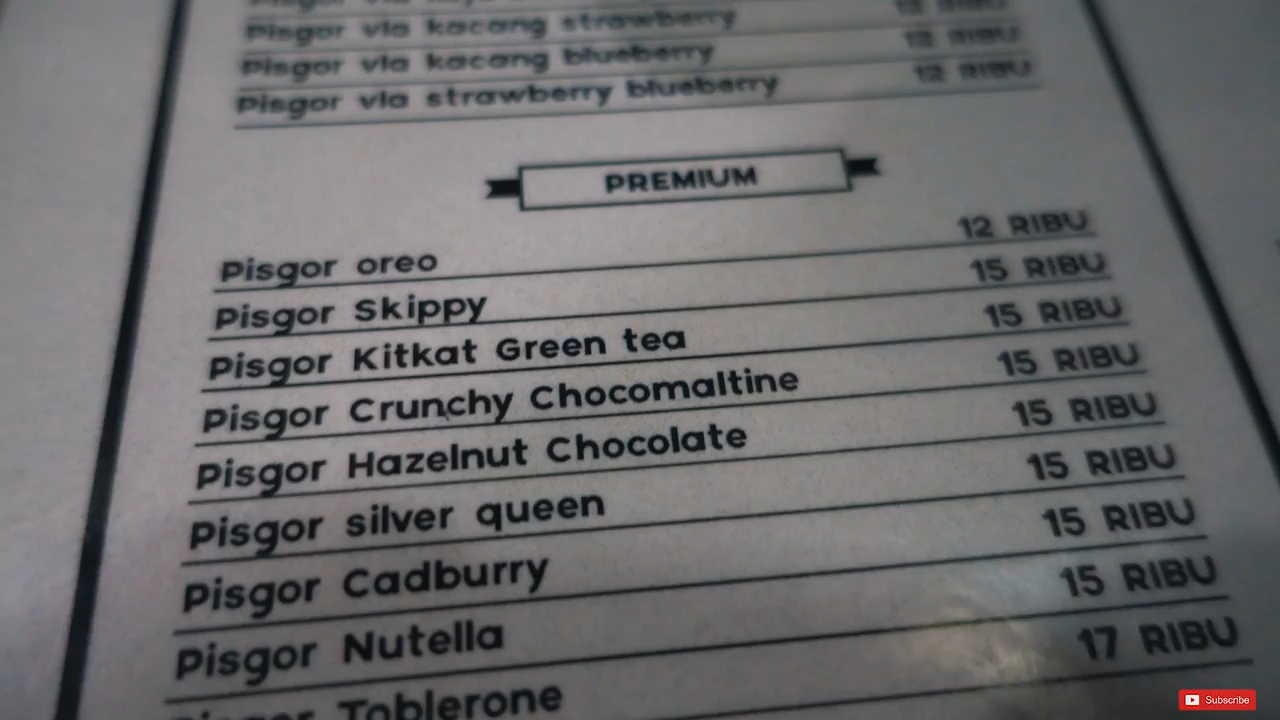 Pisgor vla kacang strawberry 12 RIBU
Pisgor vla kacang blueberry 12 RIBU
Pisgor vla strawberry blueberry 12 RIBU
PREMIUM
Pisgor oreo 12 RIBU
Pisgor Skippy 15 RIBU
Pisgor Kitkat Green tea 15 RIBU
Pisgor Crunchy Chocomaltine 15 RIBU
Pisgor Hazelnut Chocolate 15 RIBU
Pisgor silver queen 15 RIBU
Pisgor Cadburry 15 RIBU
Pisgor Nutella 15 RIBU
Pisgor Toblerone 17 RIBU
Subscribe